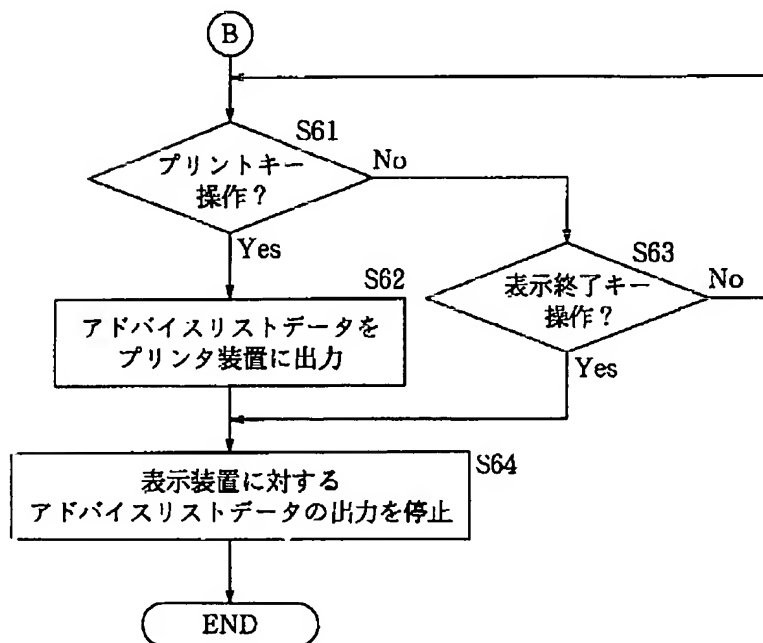 B
S61
プリントキー
操作？
No
Yes
S62
アドバイスリストデータを
プリンタ装置に出力
S63
表示終了キー
操作？
No
Yes
S64
表示装置に対する
アドバイスリストデータの出力を停止
END